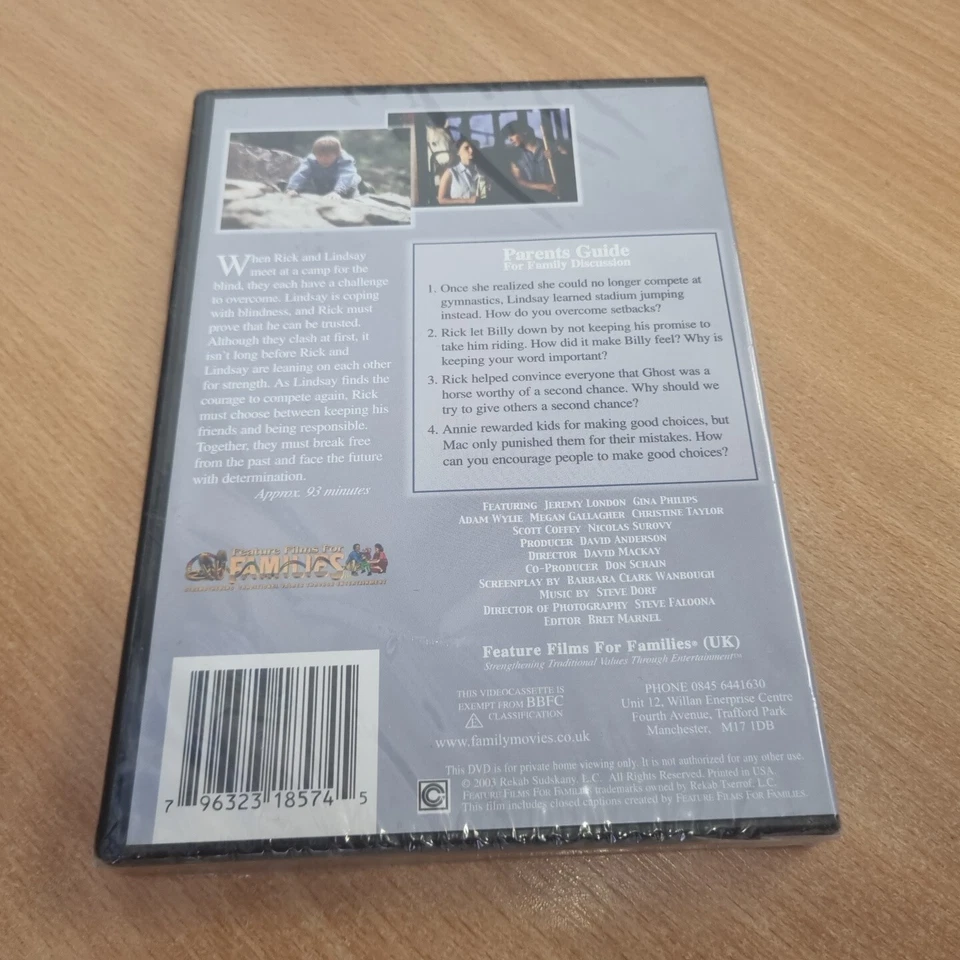 When Rick and Lindsay
meet at a camp for the
blind, they each have a challenge
to overcome. Lindsay is coping
with blindness, and Rick must
prove that he can be trusted.
Although they clash at first, it
isn't long before Rick and
Lindsay are leaning on each other
for strength. As Lindsay finds the
courage to compete again, Rick
must choose between keeping his
friends and being responsible.
Together, they must break free
from the past and face the future
with determination.
Approx. 93 minutes
Parents Guide
For Family Discussion
1. Once she realized she could no longer compete at
gymnastics, Lindsay learned stadium jumping
instead. How do you overcome setbacks?
2. Rick let Billy down by not keeping his promise to
take him riding. How did it make Billy feel? Why is
keeping your word important?
3. Rick helped convince everyone that Ghost was a
horse worthy of a second chance. Why should we
try to give others a second chance?
4. Annie rewarded kids for making good choices, but
Mac only punished them for their mistakes. How
can you encourage people to make good choices?
Featuring Jeremy London Gina Philips
Adam Wylie Megan Gallagher Christine Taylor
Scott Coffey Nicolas Surovy
Producer David Anderson
Director David Mackay
Co-Producer Don Schain
Screenplay by Barbara Clark Wanbough
Music by Steve Dorf
Director of Photography Steve Faloona
Editor Bret Marnel
Feature Films For
FAMILIES
Feature Films For Families® (UK)
Strengthening Traditional Values Through Entertainment™
THIS VIDEOCASSETTE IS
EXEMPT FROM BBFC
CLASSIFICATION
www.familymovies.co.uk
PHONE 0845 6441630
Unit 12, Willan Enerprise Centre
Fourth Avenue, Trafford Park
Manchester, M17 1DB
This DVD is for private home viewing only. It is not authorized for any other use.
© 2003 Rekab Sudskany, L.C. All Rights Reserved. Printed in USA.
Feature Films For Families trademarks owned by Rekab Tserrof, L.C.
This film includes closed captions created by Feature Films For Families.
7 96323 18574 5